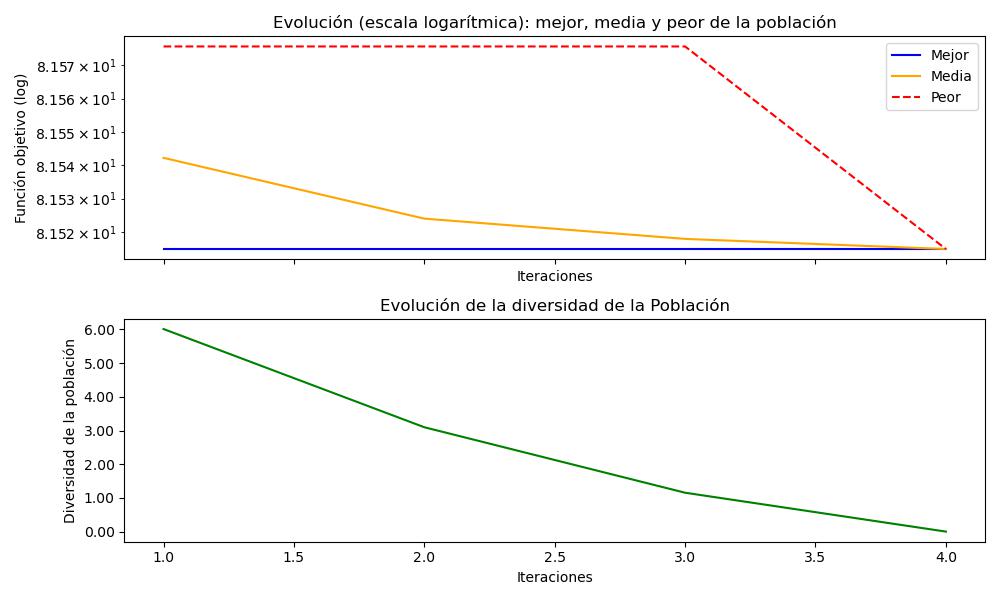 Evolución (escala logarítmica): mejor, media y peor de la población
Función objetivo (log)
8.157 × 10¹
8.156 × 10¹
8.155 × 10¹
8.154 × 10¹
8.153 × 10¹
8.152 × 10¹
Mejor
Media
Peor
Iteraciones
Evolución de la diversidad de la Población
Diversidad de la población
6.00
5.00
4.00
3.00
2.00
1.00
0.00
1.0 1.5 2.0 2.5 3.0 3.5 4.0
Iteraciones